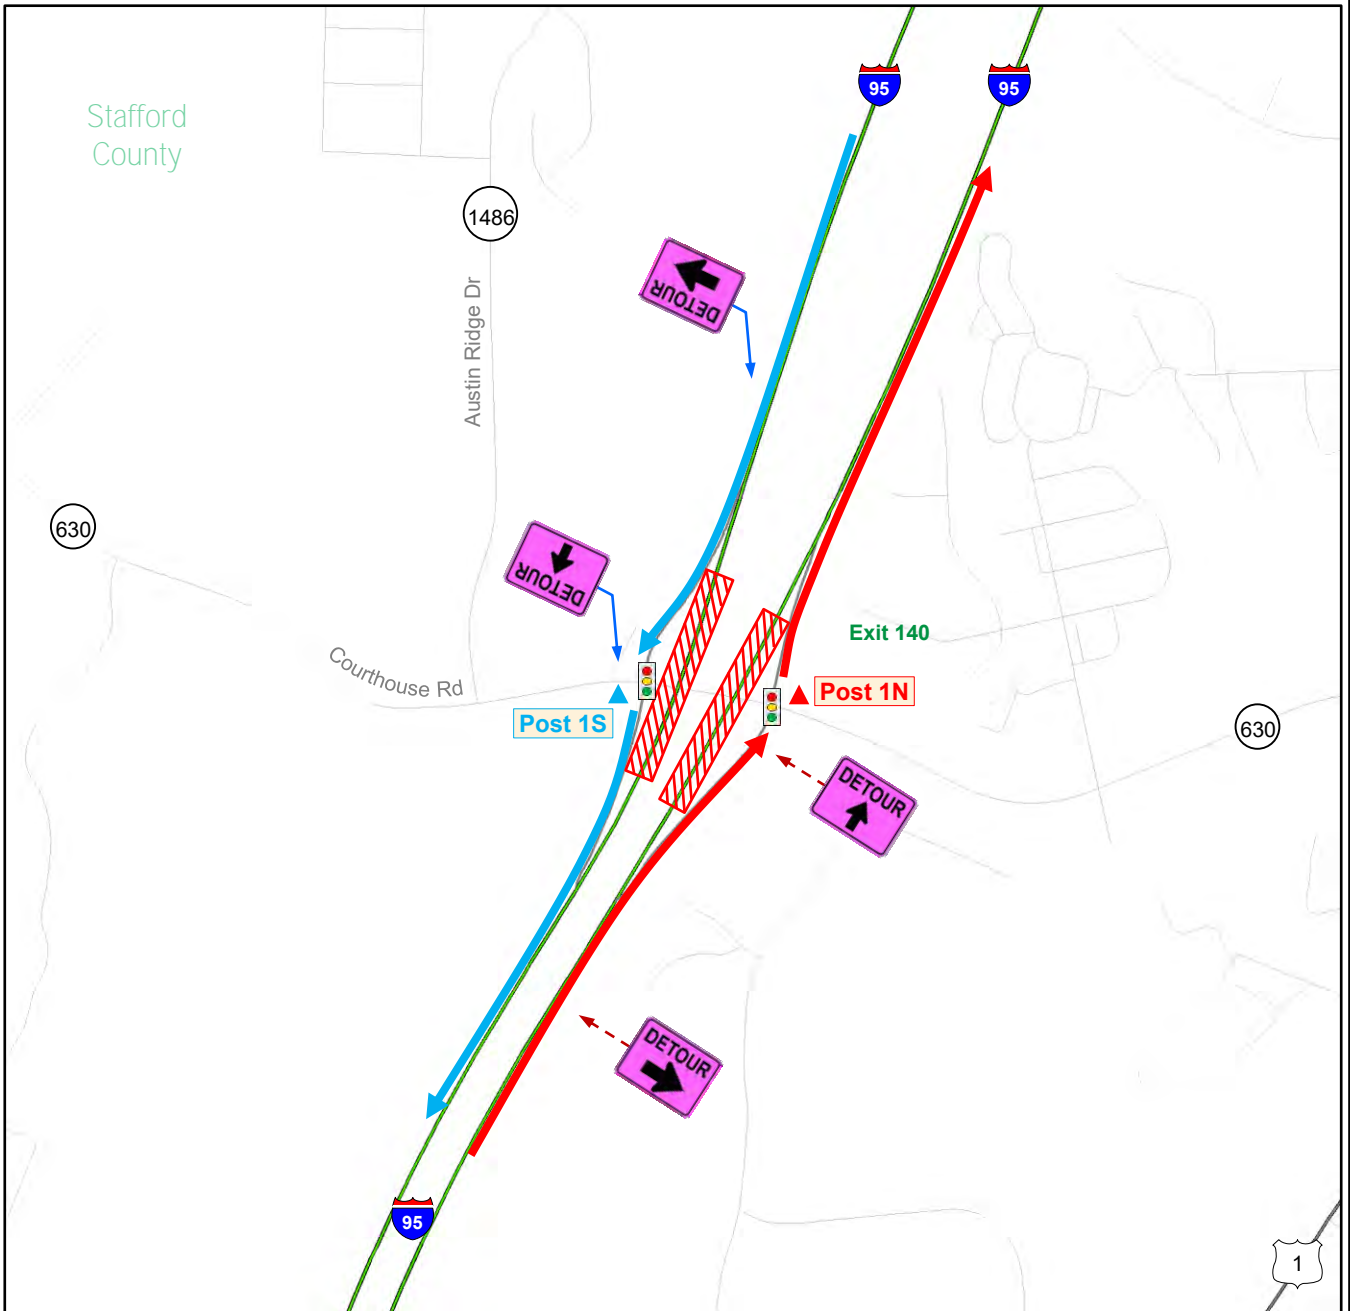 95
95
Stafford
County
1486
DETOUR
Austin Ridge Dr
630
DETOUR
Exit 140
Courthouse Rd
Post 1N
Post 1S
630
DETOUR
DETOUR
95
1